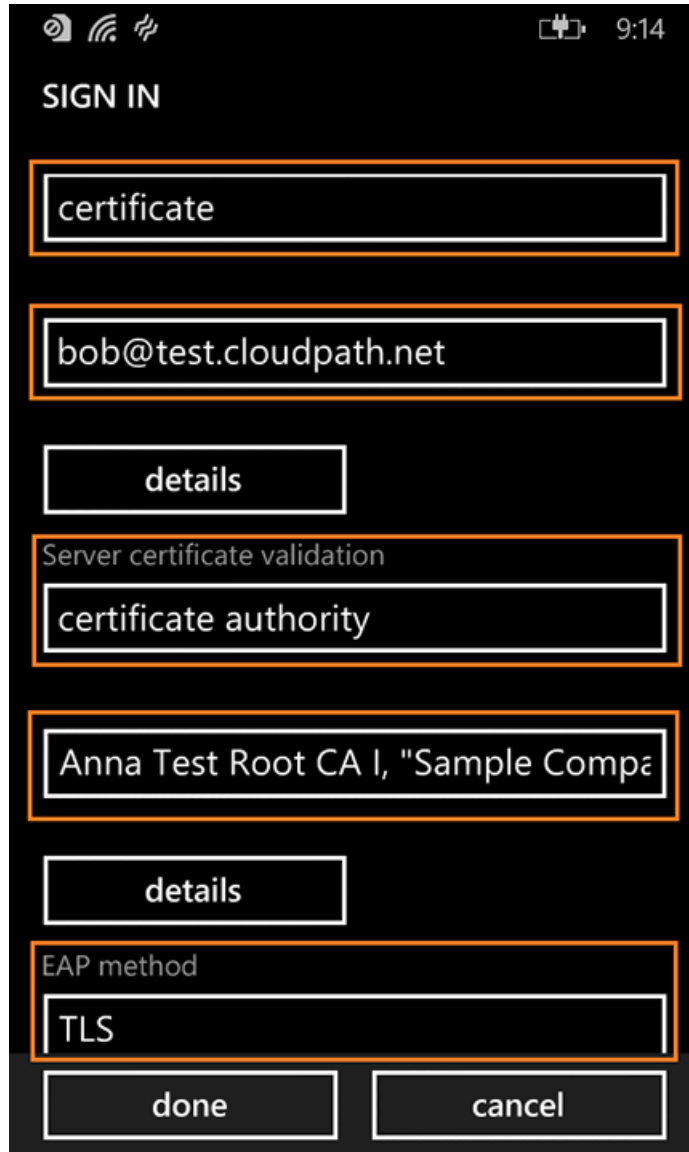 9:14
SIGN IN
certificate
bob@test.cloudpath.net
details
Server certificate validation
certificate authority
Anna Test Root CA I, "Sample Compa
details
EAP method
TLS
done cancel